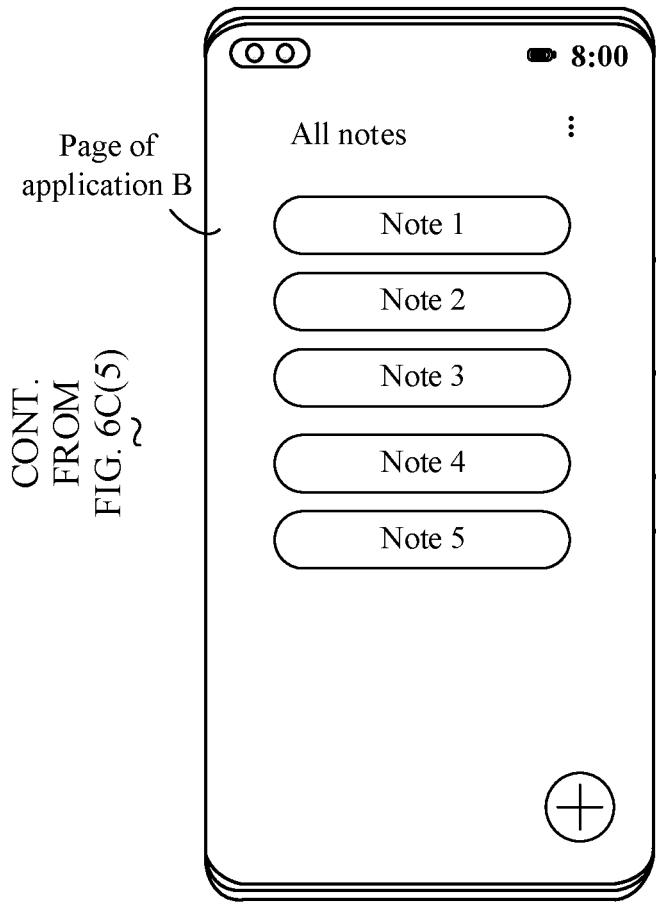 8:00
All notes
Page of
application B
Note 1
Note 2
Note 3
Note 4
Note 5
CONT.
FROM
FIG. 6C(5)